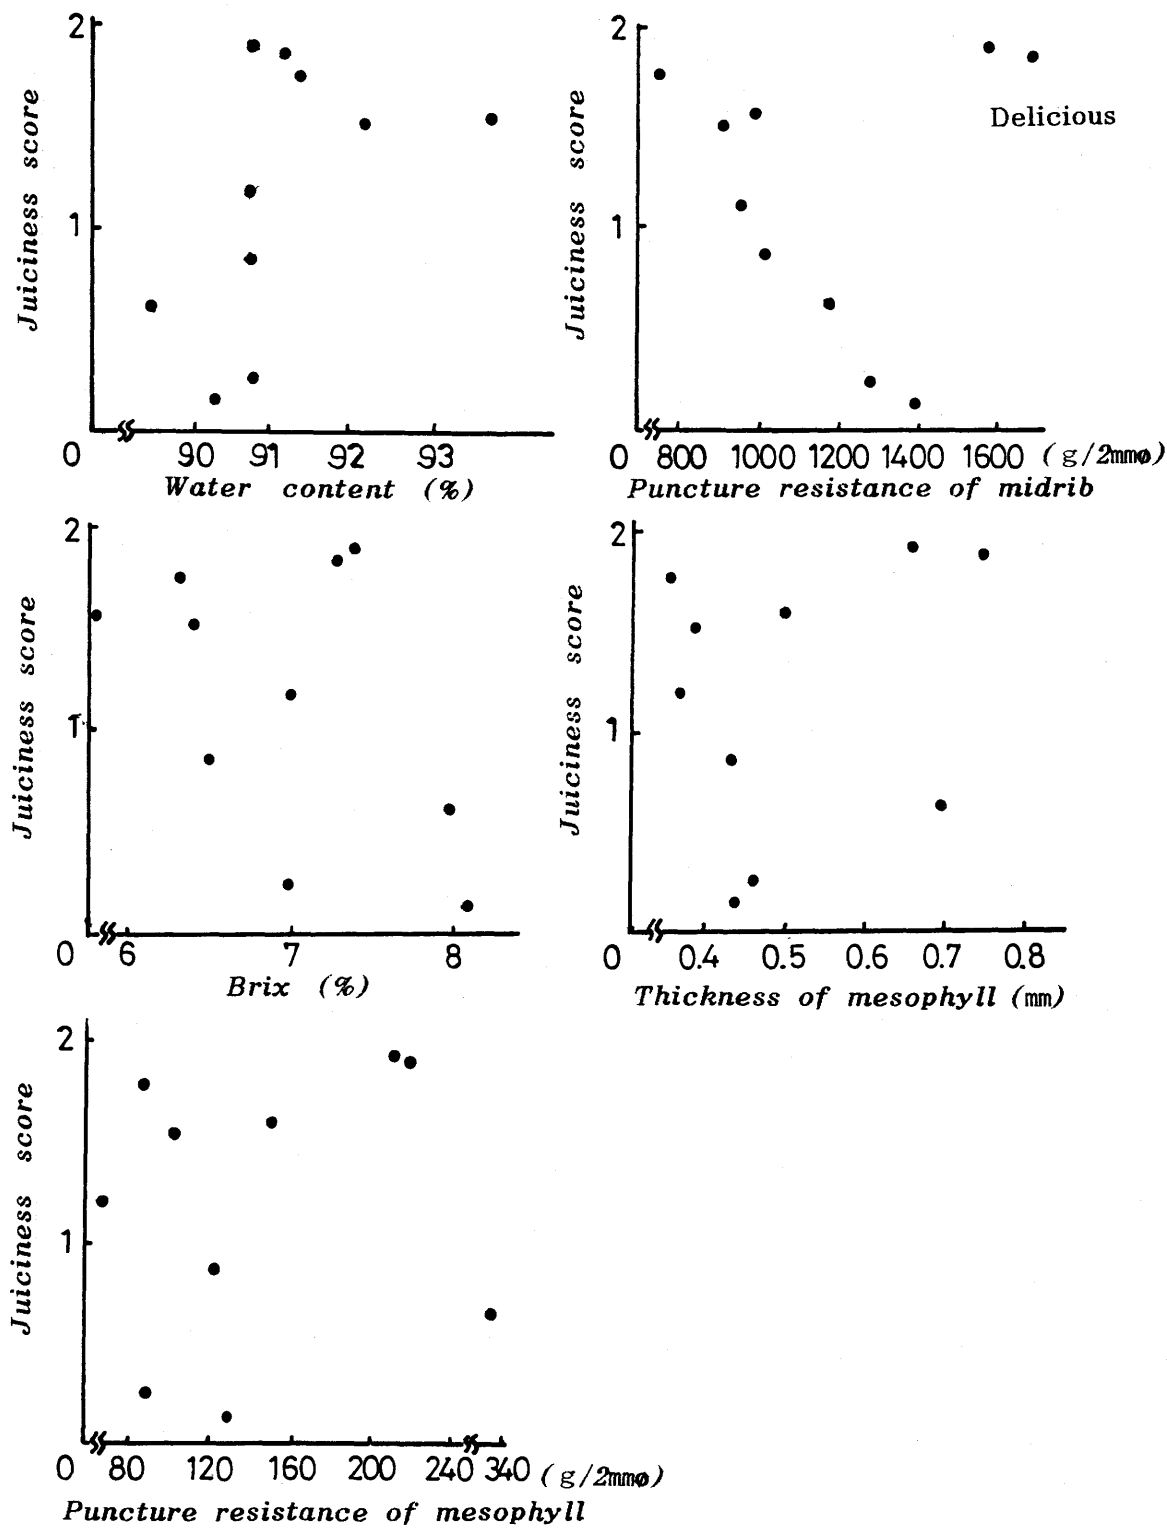 2
1
Juiciness score
0 90 91 92 93
Water content (%)
2
1
Juiciness score
Delicious
0 800 1000 1200 1400 1600 (g/2mmø)
Puncture resistance of midrib
2
1
Juiciness score
0 6 7 8
Brix (%)
2
1
Juiciness score
0 0.4 0.5 0.6 0.7 0.8
Thickness of mesophyll (mm)
2
1
Juiciness score
0 80 120 160 200 240 340 (g/2mmø)
Puncture resistance of mesophyll